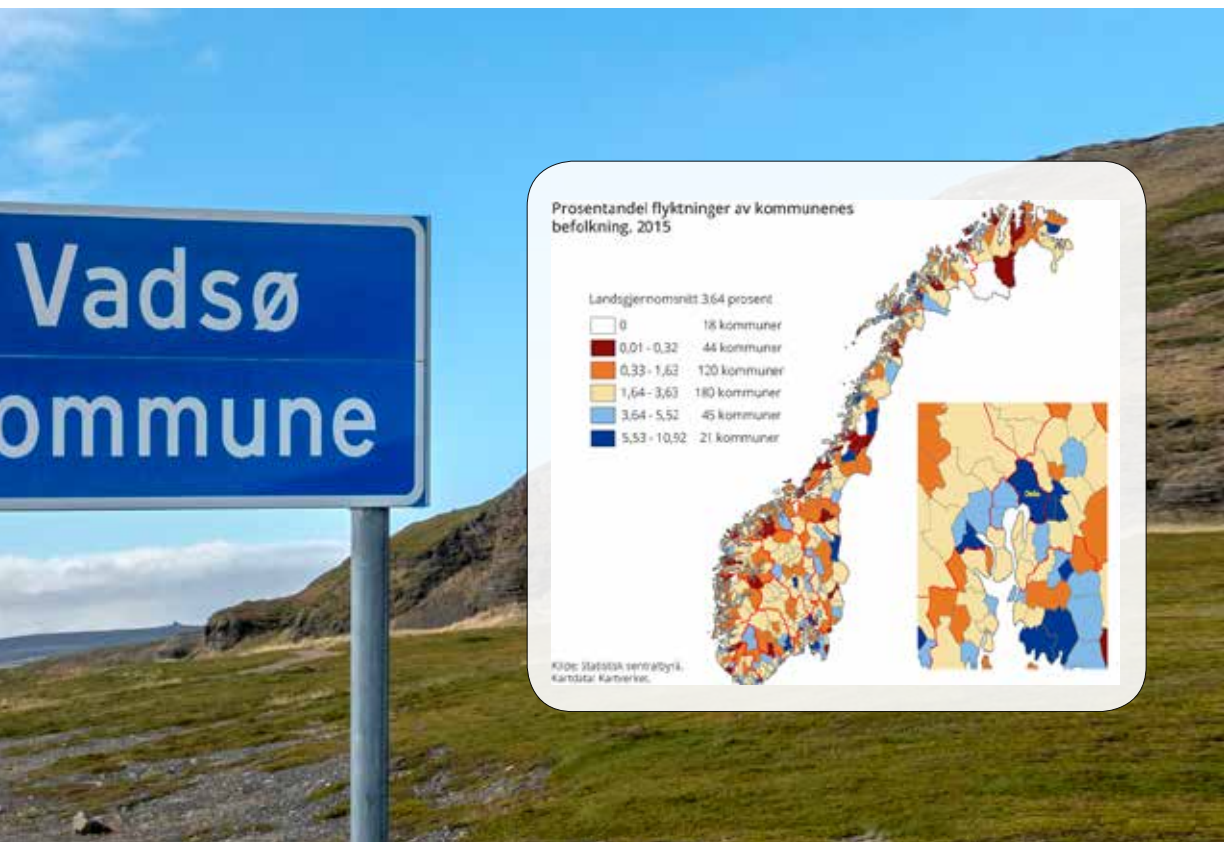 Vadsø
ommune
Prosentandel flyktninger av kommunenes
befolkning, 2015
Landsgjernomsnitt 3,64 prosent
0 18 kommuner
0,01 - 0,32 44 kommuner
0,33 - 1,63 120 kommuner
1,64 - 3,63 180 kommuner
3,64 - 5,52 45 kommuner
5,53 - 10,92 21 kommuner
Oslo
Kilde: Statistisk sentralbyrå.
Kartdata: Kartverket.